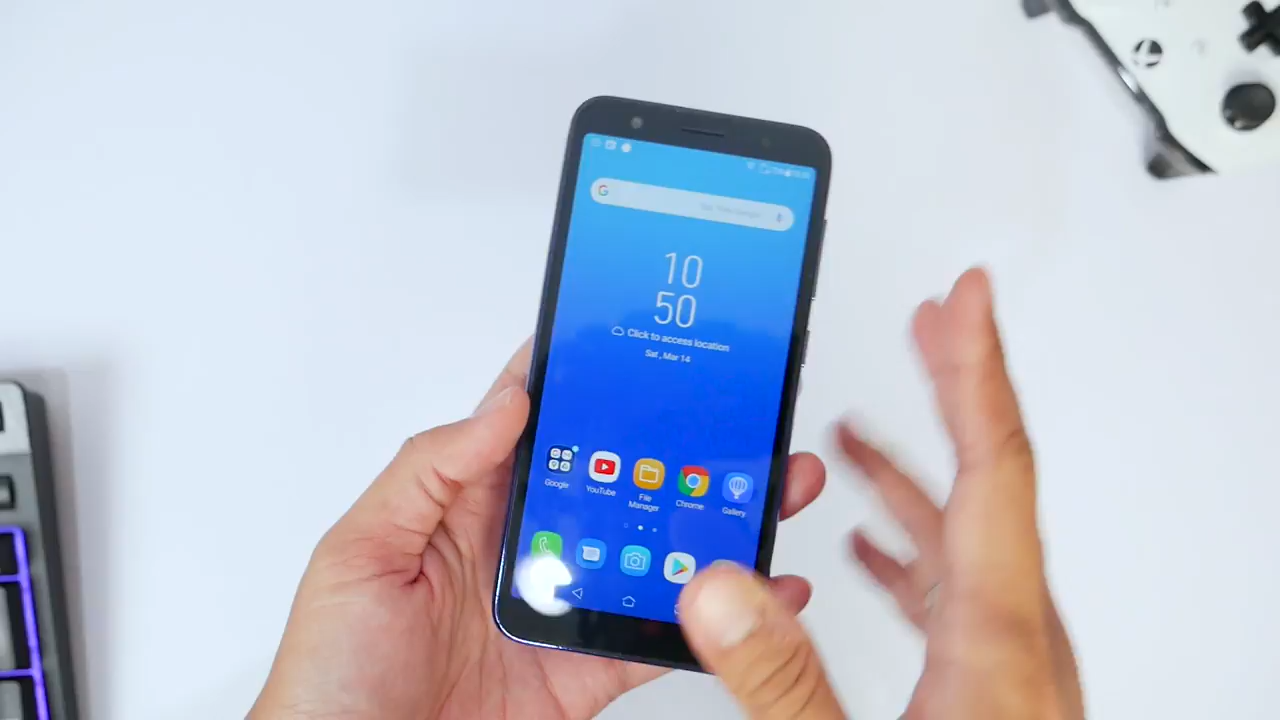 G
10
50
Click to access location
Sat, Mar 14
Google
YouTube
File
Manager
Chrome
Gallery